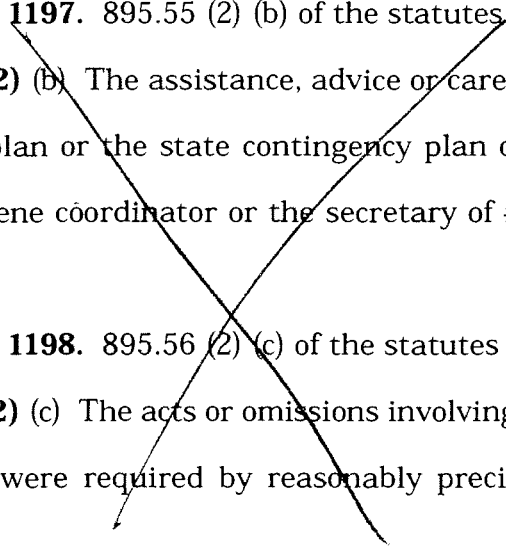 1197. 895.55 (2) (b) of the statutes
2) (b) The assistance, advice or care
plan or the state contingency plan o
ene coordinator or the secretary of
1198. 895.56 (2) (c) of the statutes
2) (c) The acts or omissions involving
were required by reasonably preci